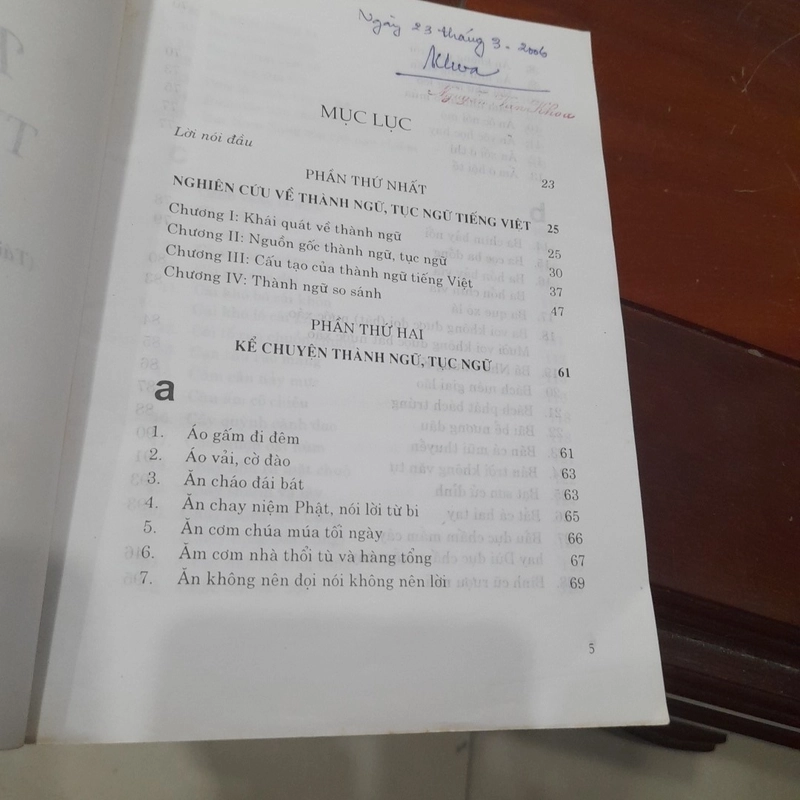 Ngày 23 tháng 3 - 2006
Khoa
MỤC LỤC
Lời nói đầu
PHẦN THỨ NHẤT 23
NGHIÊN CỨU VỀ THÀNH NGỮ, TỤC NGỮ TIẾNG VIỆT 25
Chương I: Khái quát về thành ngữ 25
Chương II: Nguồn gốc thành ngữ, tục ngữ 30
Chương III: Cấu tạo của thành ngữ tiếng Việt 37
Chương IV: Thành ngữ so sánh 47
PHẦN THỨ HAI
KỂ CHUYỆN THÀNH NGỮ, TỤC NGỮ 61
a
1. Áo gấm đi đêm 61
2. Áo vải, cờ đào 63
3. Ăn cháo đái bát 63
4. Ăn chay niệm Phật, nói lời từ bi 65
5. Ăn cơm chúa múa tối ngày 66
6. Ăm cơm nhà thổi tù và hàng tổng 67
7. Ăn không nên dọi nói không nên lời 69
5